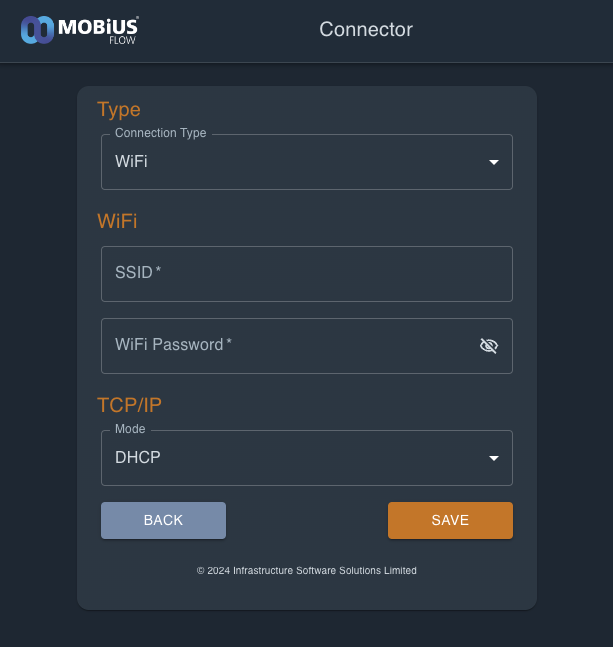 MOBiUS
FLOW
Connector
Type
Connection Type
WiFi
WiFi
SSID *
WiFi Password *
TCP/IP
Mode
DHCP
BACK
SAVE
© 2024 Infrastructure Software Solutions Limited